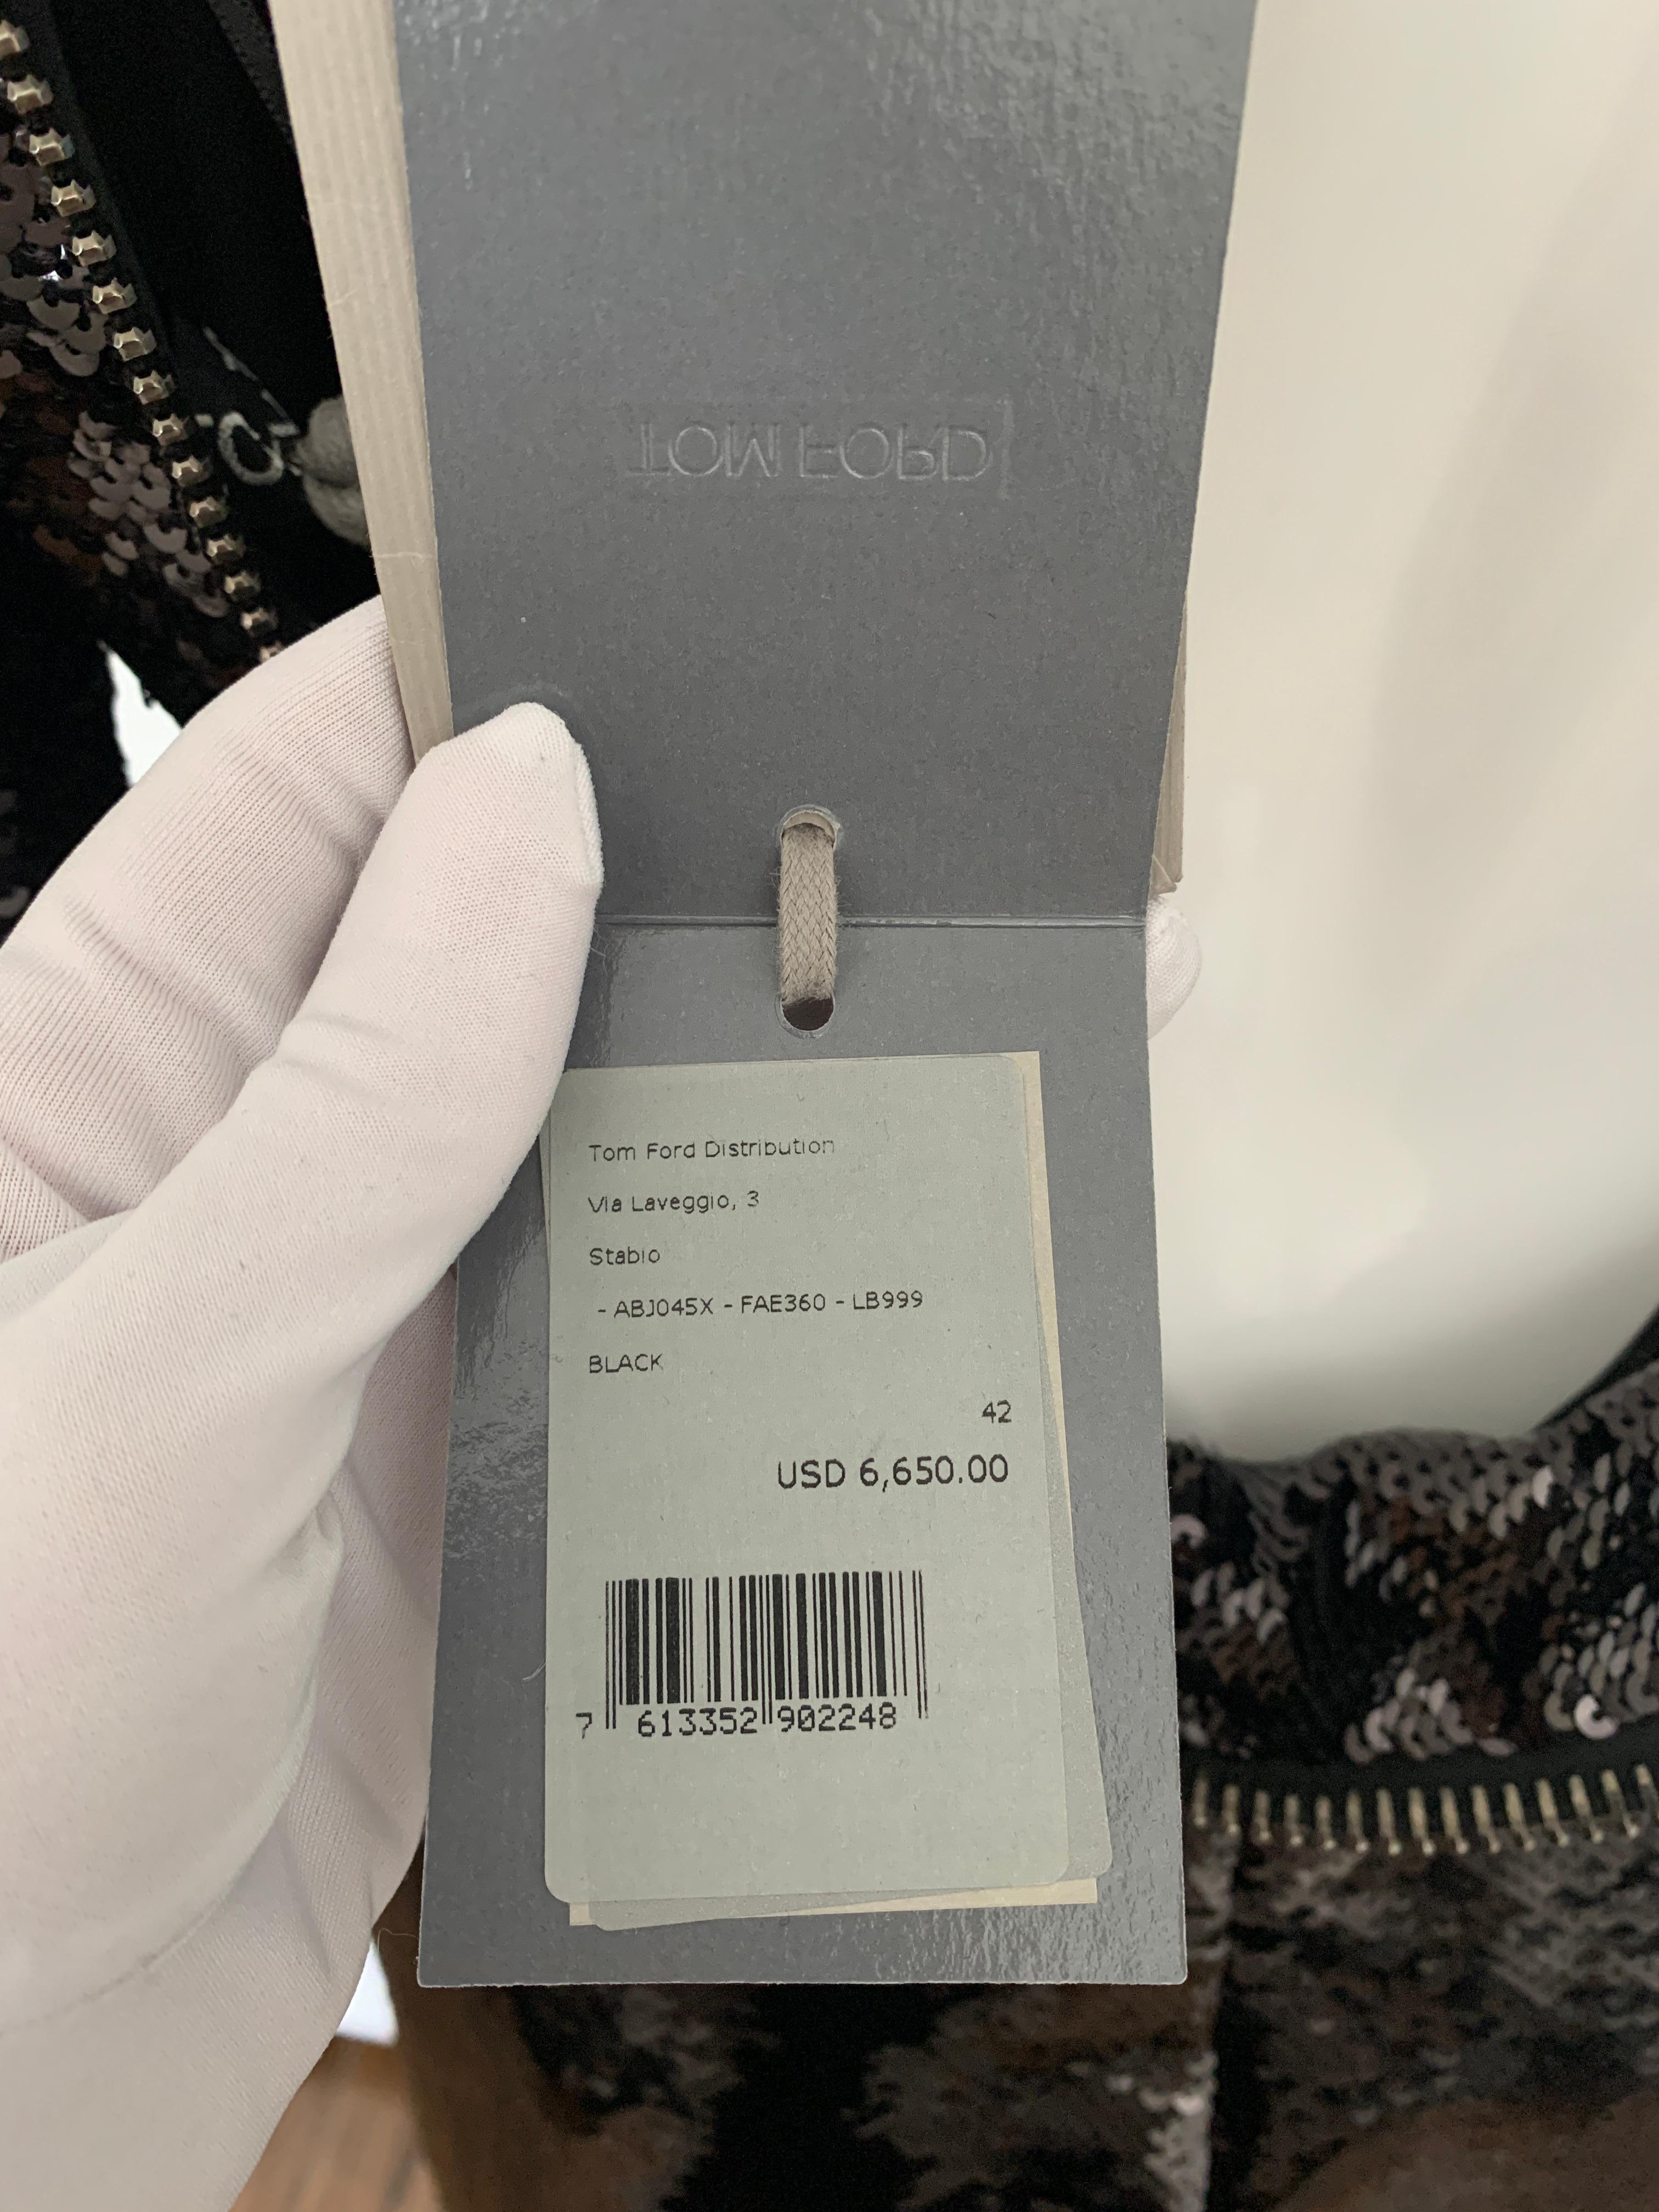 TOM FORD
Tom Ford Distribution
Via Laveggio, 3
Stabio
- ABJ045X - FAE360 - LB999
BLACK
42
USD 6,650.00
7 613352 902248